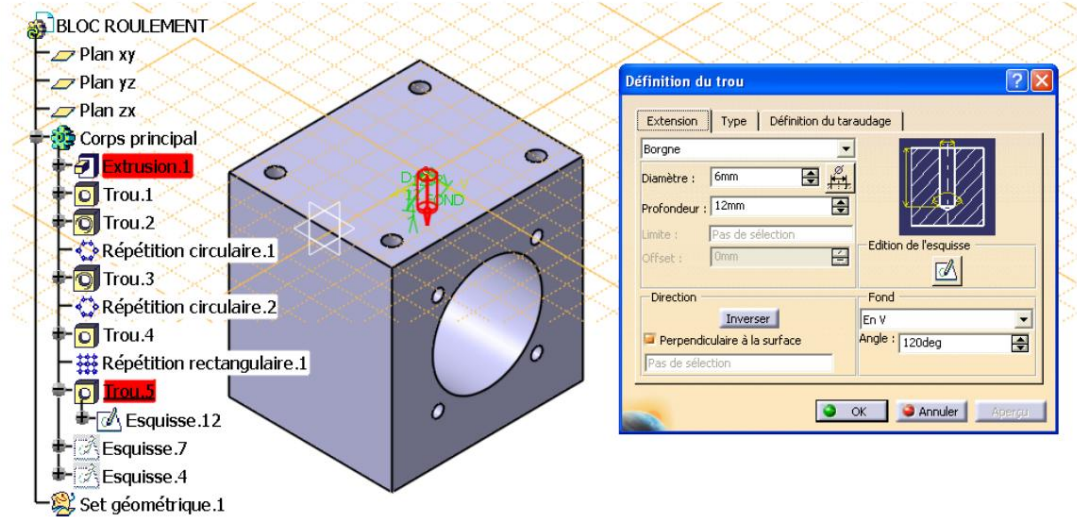 BLOC ROULEMENT
Plan xy
Plan yz
Plan zx
Corps principal
Extrusion.1
Trou.1
Trou.2
Répétition circulaire.1
Trou.3
Répétition circulaire.2
Trou.4
Répétition rectangulaire.1
Trou.5
Esquisse.12
Esquisse.7
Esquisse.4
Set géométrique.1
FOND
Définition du trou
Extension Type Définition du taraudage
Borgne
Diamètre : 6mm
Profondeur : 12mm
Limite : Pas de sélection
Offset : 0mm
Edition de l'esquisse
Direction
Inverser
Perpendiculaire à la surface
Pas de sélection
Fond
En V
Angle : 120deg
OK Annuler Aperçu